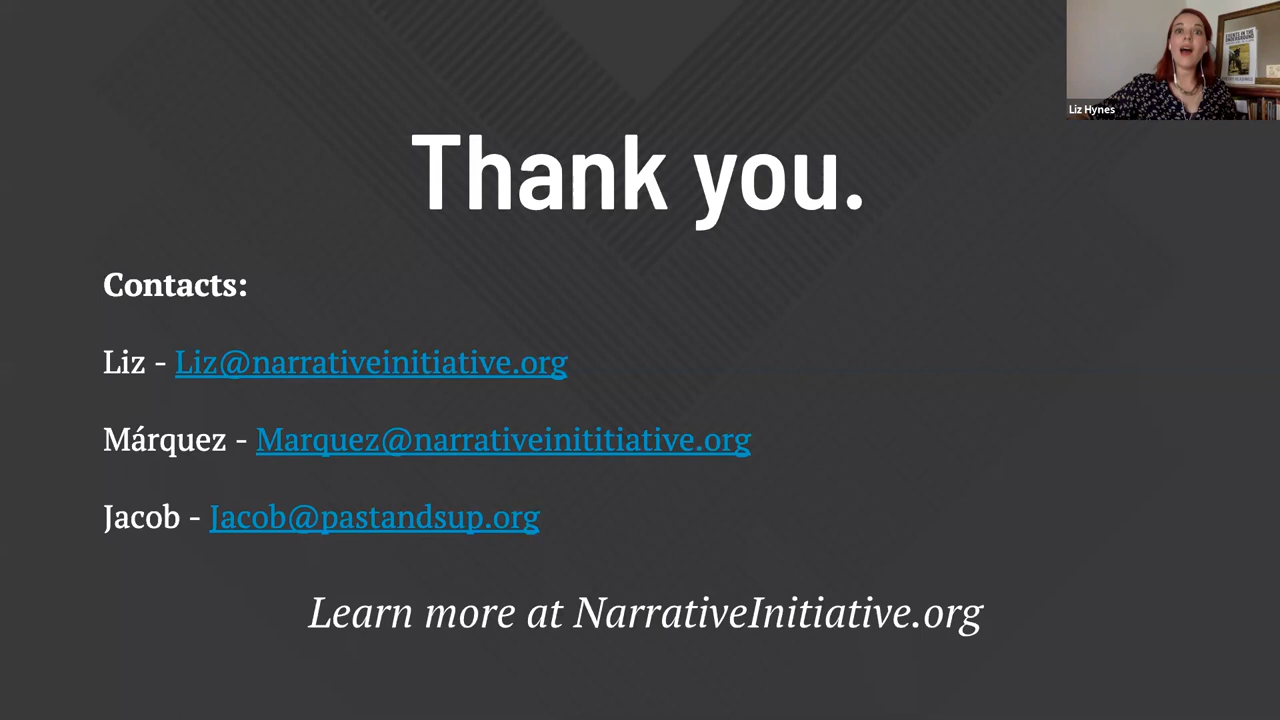 Thank you.
Contacts:
Liz - Liz@narrativeinitiative.org
Márquez - Marquez@narrativeinititiative.org
Jacob - Jacob@pastandsup.org
Learn more at NarrativeInitiative.org
Liz Hynes